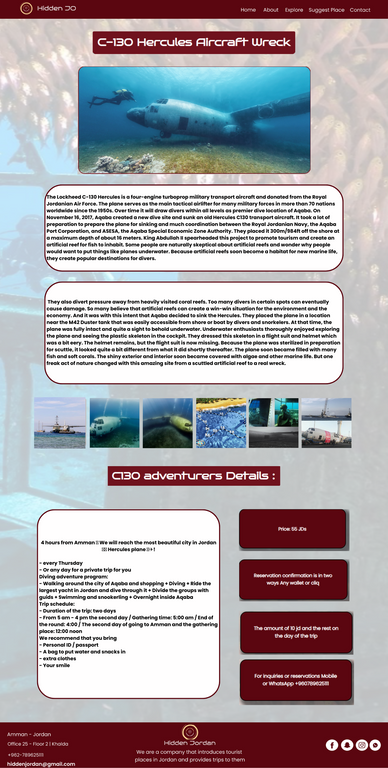 Hidden JO
Home About Explore Suggest Place Contact
C-130 Hercules Aircraft Wreck
The Lockheed C-130 Hercules is a four-engine turboprop military transport aircraft and donated from the Royal
Jordanian Air Force. The plane serves as the main tactical airlifter for many military forces in more than 70 nations
worldwide since the 1950s. Over time it will draw divers within all levels as premier dive location of Aqaba. On
November 16, 2017, Aqaba created a new dive site and sunk an old Hercules C130 transport aircraft. It took a lot of
preparation to prepare the plane for sinking and much coordination between the Royal Jordanian Navy, the Aqaba
Port Corporation, and ASEZA, the Aqaba Special Economic Zone Authority. They placed it 300m/984ft off the shore at
a maximum depth of about 16 meters. King Abdullah II spearheaded this project to promote tourism and create an
artificial reef for fish to inhabit. Some people are naturally skeptical about artificial reefs and wonder why people
would want to put things like planes underwater. Because artificial reefs soon become a habitat for new marine life,
they create popular destinations for divers.
They also divert pressure away from heavily visited coral reefs. Too many divers in certain spots can eventually
cause damage. So many believe that artificial reefs can create a win-win situation for the environment and the
economy. And it was with this intent that Aqaba decided to sink the Hercules. They placed the plane in a location
near the M42 Duster tank that was easily accessible from shore or boat by divers and snorkelers. At that time, the
plane was fully intact and quite a sight to behold underwater. Underwater enthusiasts thoroughly enjoyed exploring
the plane and seeing the plastic skeleton in the cockpit. They dressed this skeleton in a flight suit and helmet which
was a bit eery. The helmet remains, but the flight suit is now missing. Because the plane was sterilized in preparation
for scuttle, it looked quite a bit different from what it did shortly thereafter. The plane soon became filled with many
fish and soft corals. The shiny exterior and interior soon became covered with algae and other marine life. But one
freak act of nature changed with this amazing site from a scuttled artificial reef to a real wreck.
C130 adventurers Details :
4 hours from Amman We will reach the most beautiful city in Jordan
Hercules plane
- every Thursday
- Or any day for a private trip for you
Diving adventure program:
- Walking around the city of Aqaba and shopping + Diving + Ride the
largest yacht in Jordan and dive through it + Divide the groups with
guids + Swimming and snorkerling + Overnight inside Aqaba
Trip schedule:
- Duration of the trip: two days
- From 5 am - 4 pm the second day / Gathering time: 5:00 am / End of
the round: 4:00 / The second day of going to Amman and the gathering
place: 12:00 noon
We recommend that you bring
- Personal ID / passport
- A bag to put water and snacks in
- extra clothes
- Your smile
Price: 55 JDs
Reservation confirmation is in two
ways Any wallet or cliq
The amount of 10 jd and the rest on
the day of the trip
For inquiries or reservations Mobile
or WhatsApp +960789625111
Amman - Jordan
Office 25 - Floor 2 | Khalda
+962-789625111
hiddenjordan@gmail.com
Hidden Jordan
We are a company that introduces tourist
places in Jordan and provides trips to them